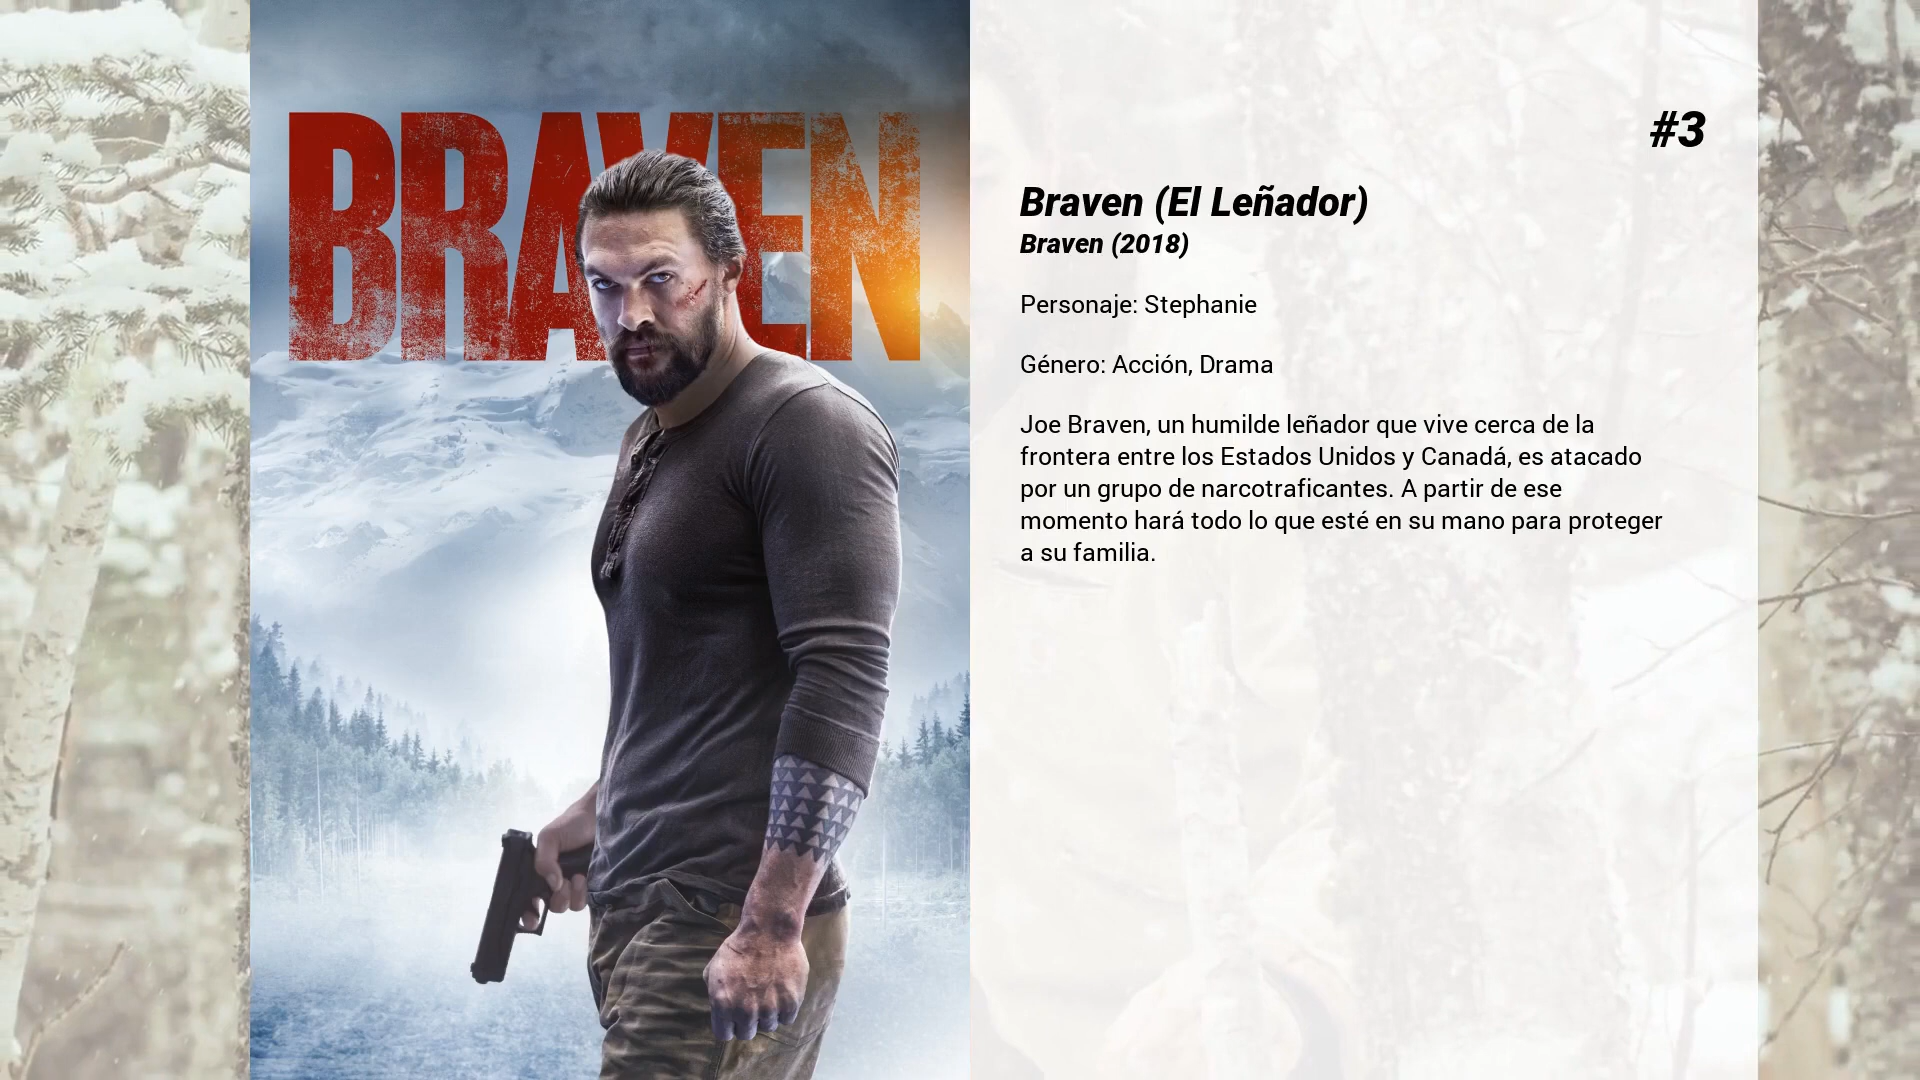 BRAVEN
#3
Braven (El Leñador)
Braven (2018)
Personaje: Stephanie
Género: Acción, Drama
Joe Braven, un humilde leñador que vive cerca de la
frontera entre los Estados Unidos y Canadá, es atacado
por un grupo de narcotraficantes. A partir de ese
momento hará todo lo que esté en su mano para proteger
a su familia.